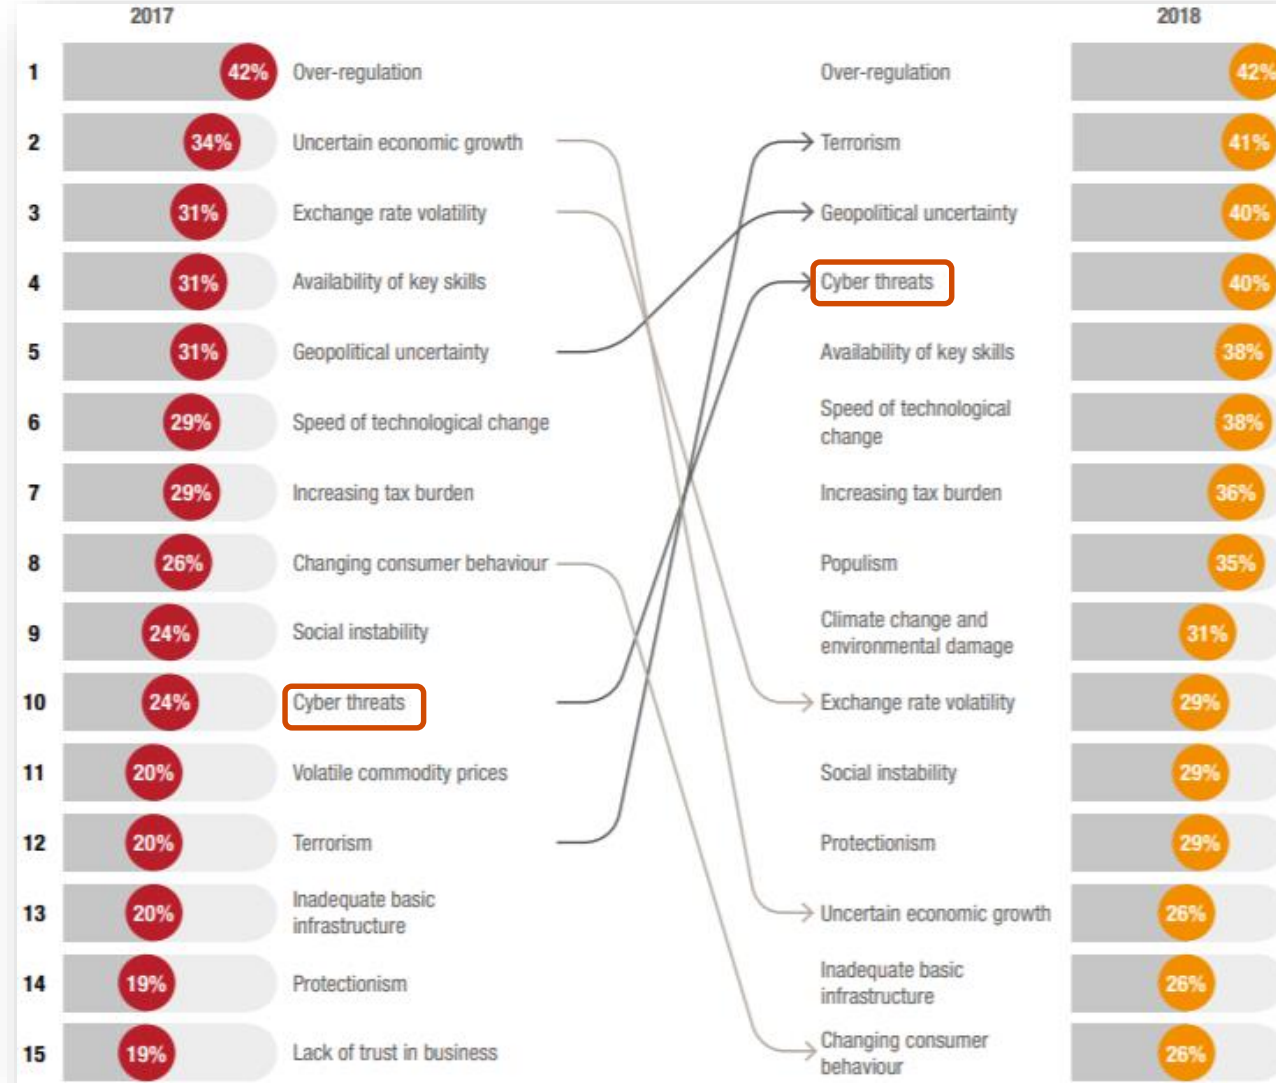 2017 2018
1 42% Over-regulation Over-regulation 42%
2 34% Uncertain economic growth Terrorism 41%
3 31% Exchange rate volatility Geopolitical uncertainty 40%
4 31% Availability of key skills Cyber threats 40%
5 31% Geopolitical uncertainty Availability of key skills 38%
6 29% Speed of technological change Speed of technological
change 38%
7 29% Increasing tax burden Increasing tax burden 36%
8 26% Changing consumer behaviour Populism 35%
9 24% Social instability Climate change and
environmental damage 31%
10 24% Cyber threats Exchange rate volatility 29%
11 20% Volatile commodity prices Social instability 29%
12 20% Terrorism Protectionism 29%
13 20% Inadequate basic
infrastructure Uncertain economic growth 26%
14 19% Protectionism Inadequate basic
infrastructure 26%
15 19% Lack of trust in business Changing consumer
behaviour 26%